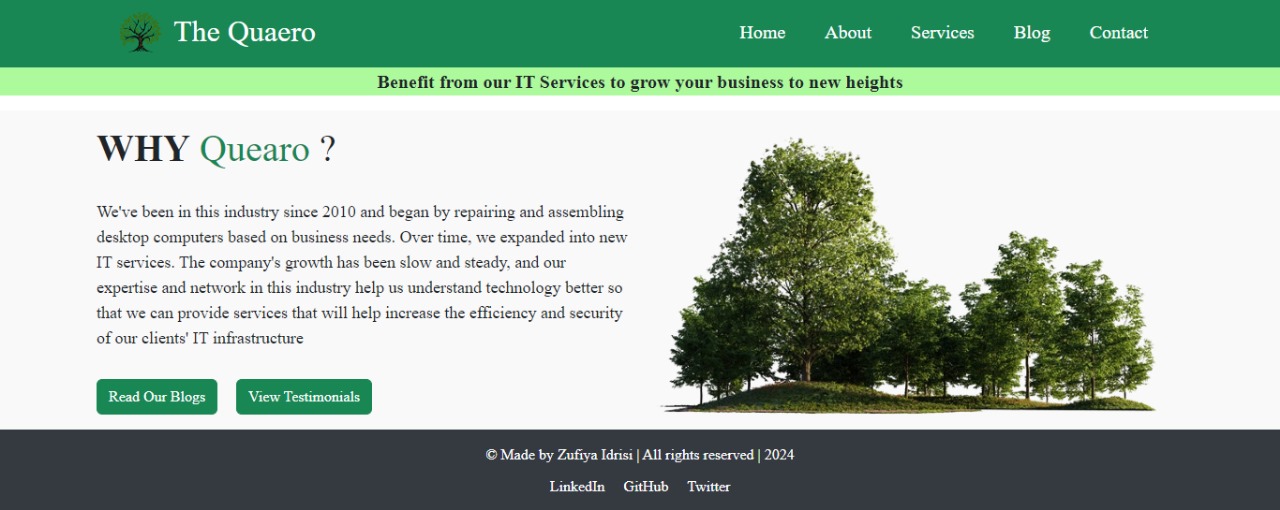 The Quaero
Home About Services Blog Contact
Benefit from our IT Services to grow your business to new heights
WHY Quearo ?
We've been in this industry since 2010 and began by repairing and assembling
desktop computers based on business needs. Over time, we expanded into new
IT services. The company's growth has been slow and steady, and our
expertise and network in this industry help us understand technology better so
that we can provide services that will help increase the efficiency and security
of our clients' IT infrastructure
Read Our Blogs View Testimonials
© Made by Zufiya Idrisi | All rights reserved | 2024
LinkedIn GitHub Twitter